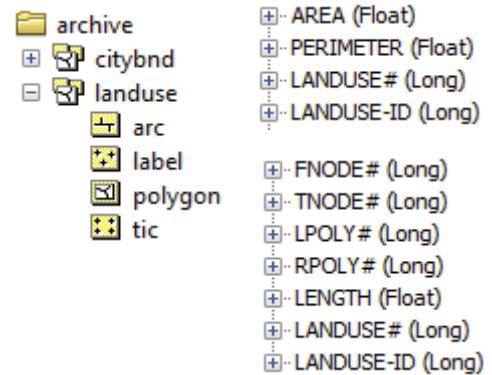 archive
citybnd
landuse
arc
label
polygon
tic
AREA (Float)
PERIMETER (Float)
LANDUSE# (Long)
LANDUSE-ID (Long)
FNODE# (Long)
TNODE# (Long)
LPOLY# (Long)
RPOLY# (Long)
LENGTH (Float)
LANDUSE# (Long)
LANDUSE-ID (Long)